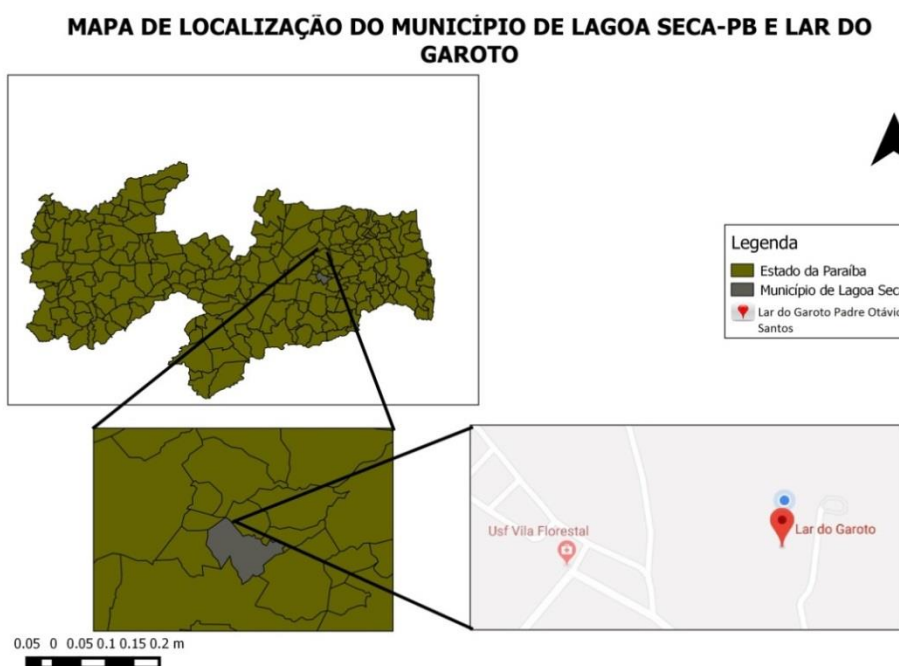 MAPA DE LOCALIZAÇÃO DO MUNICÍPIO DE LAGOA SECA-PB E LAR DO
GAROTO
Legenda
Estado da Paraíba
Município de Lagoa Sec
Lar do Garoto Padre Otávio
Santos
Usf Vila Florestal
Lar do Garoto
0.05 0 0.05 0.1 0.15 0.2 m